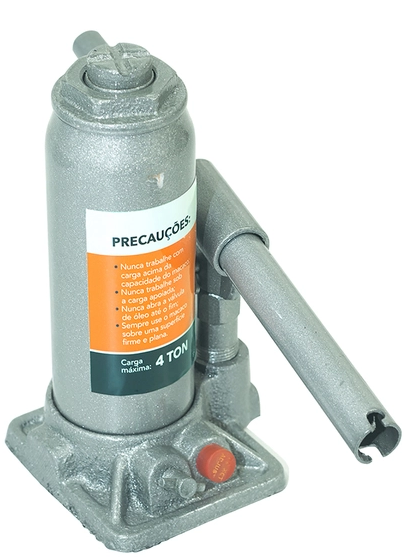 PRECAUÇÕES:
• Nunca trabalhe com
carga acima da
capacidade do macaco;
• Nunca trabalhe sob
a carga apoiada;
• Nunca abra a válvula
de óleo até o fim;
• Sempre use o macaco
sobre uma superfície
firme e plana.
Carga
máxima: 4 TON